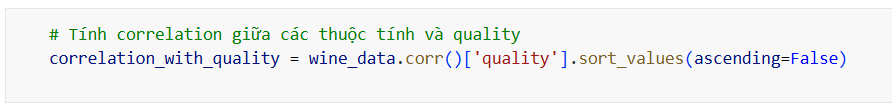 # Tính correlation giữa các thuộc tính và quality
correlation_with_quality = wine_data.corr()['quality'].sort_values(ascending=False)